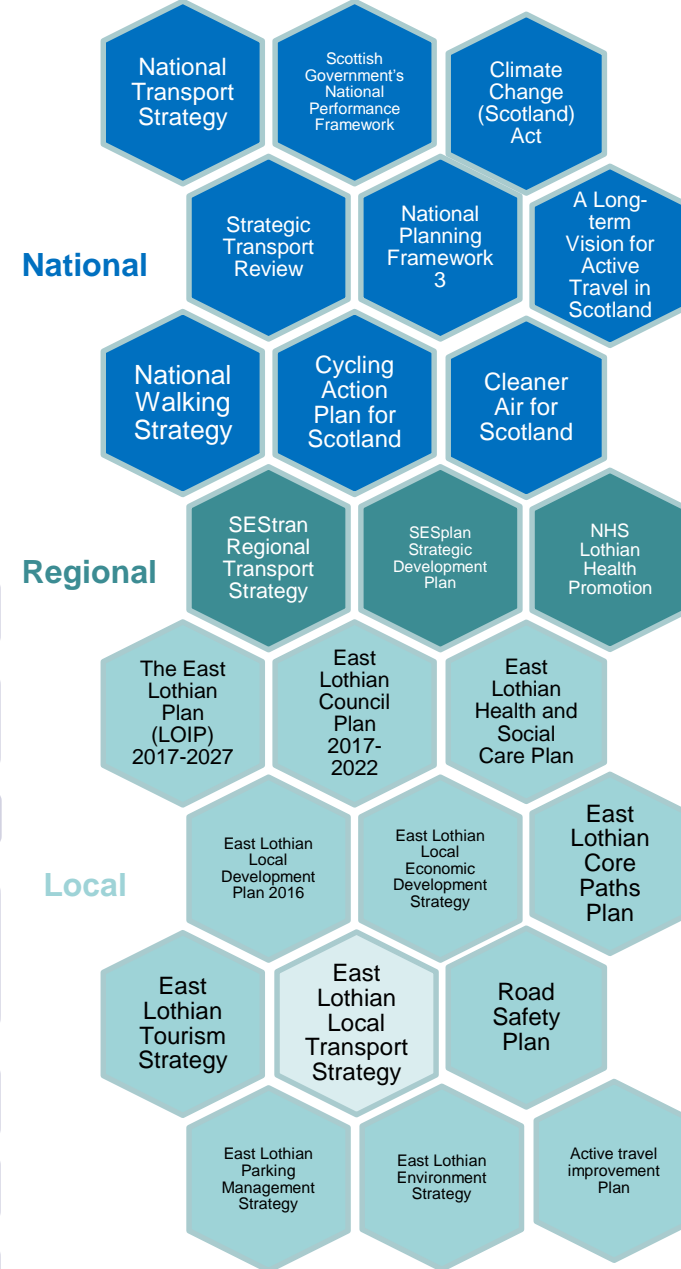 National
Transport
Strategy
Scottish
Government's
National
Performance
Framework
Climate
Change
(Scotland)
Act
National
Strategic
Transport
Review
National
Planning
Framework
3
A Long-
term
Vision for
Active
Travel in
Scotland
National
Walking
Strategy
Cycling
Action
Plan for
Scotland
Cleaner
Air for
Scotland
Regional
SEStran
Regional
Transport
Strategy
SESplan
Strategic
Development
Plan
NHS
Lothian
Health
Promotion
The East
Lothian
Plan
(LOIP)
2017-2027
East
Lothian
Council
Plan
2017-
2022
East
Lothian
Health and
Social
Care Plan
Local
East Lothian
Local
Development
Plan 2016
East Lothian
Local
Economic
Development
Strategy
East
Lothian
Core
Paths
Plan
East
Lothian
Tourism
Strategy
East
Lothian
Local
Transport
Strategy
Road
Safety
Plan
East Lothian
Parking
Management
Strategy
East Lothian
Environment
Strategy
Active travel
improvement
Plan